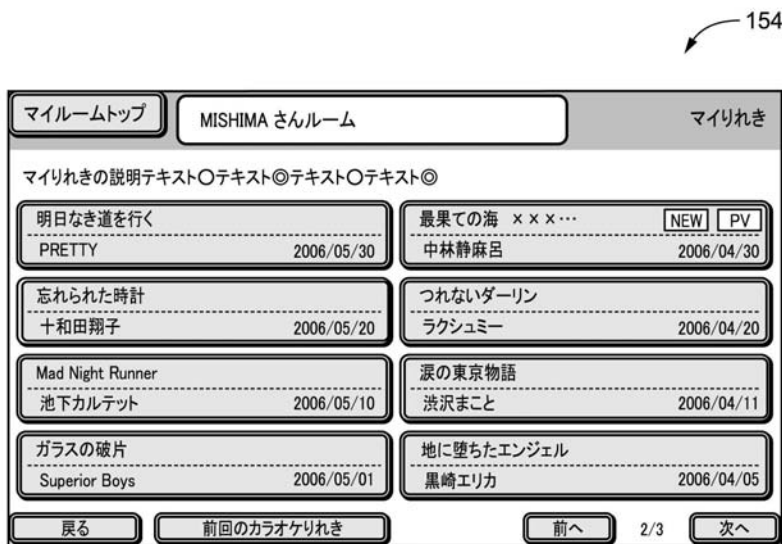 154
マイルームトップ MISHIMA さんルーム マイりれき
マイりれきの説明テキスト〇テキスト◎テキスト〇テキスト◎
明日なき道を行く
PRETTY 2006/05/30
最果ての海 ×××… NEW PV
中林静麻呂 2006/04/30
忘れられた時計
十和田翔子 2006/05/20
つれないダーリン
ラクシュミー 2006/04/20
Mad Night Runner
池下カルテット 2006/05/10
涙の東京物語
渋沢まこと 2006/04/11
ガラスの破片
Superior Boys 2006/05/01
地に堕ちたエンジェル
黒崎エリカ 2006/04/05
戻る 前回のカラオケりれき 前へ 2/3 次へ